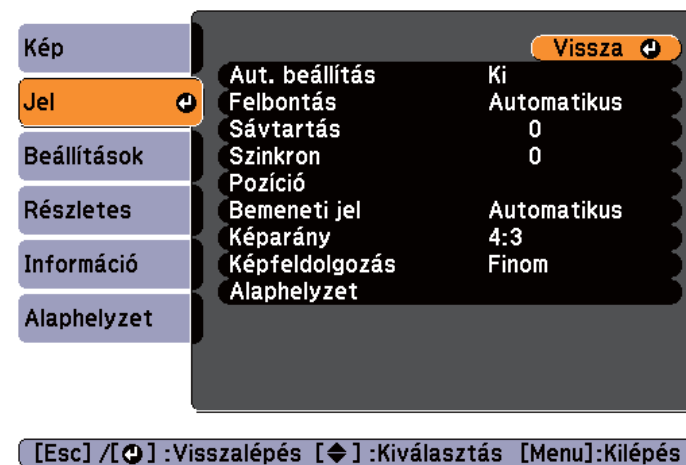 Kép
Jel
Beállítások
Részletes
Információ
Alaphelyzet
Vissza
Aut. beállítás Ki
Felbontás Automatikus
Sávtartás 0
Szinkron 0
Pozíció
Bemeneti jel Automatikus
Képarány 4:3
Képfeldolgozás Finom
Alaphelyzet
[Esc] /[⏎] :Visszalépés [◆] :Kiválasztás [Menu]:Kilépés